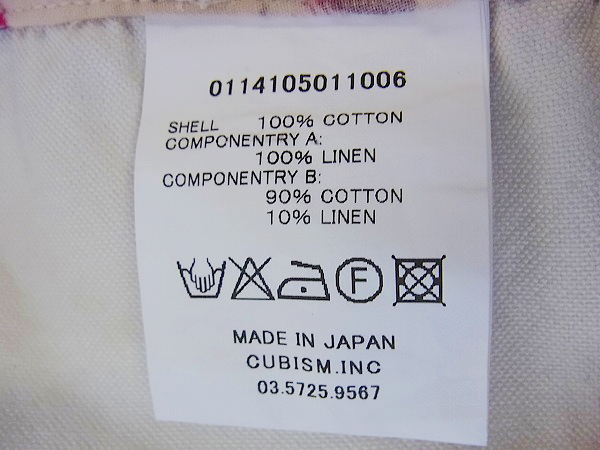 0114105011006
SHELL 100% COTTON
COMPONENTRY A:
100% LINEN
COMPONENTRY B:
90% COTTON
10% LINEN
F
MADE IN JAPAN
CUBISM.INC
03.5725.9567